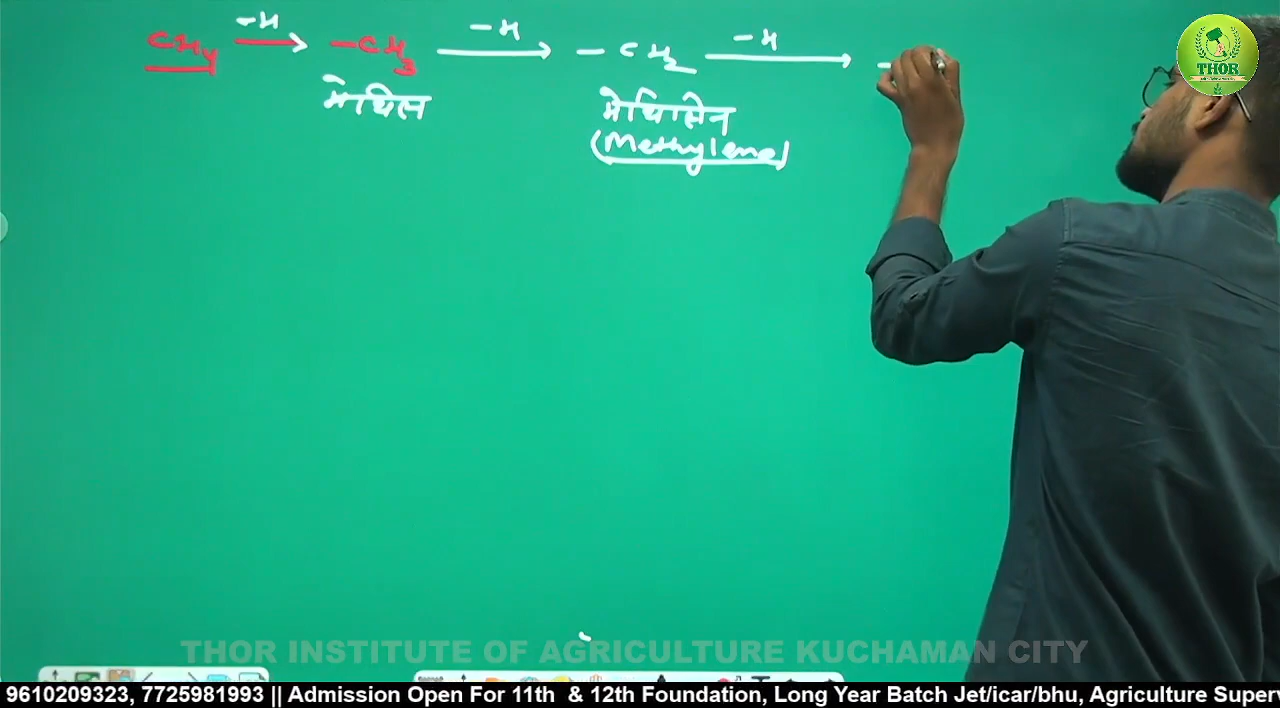 CH4 -H → -CH3 -H → -CH2 -H → -
मेथिल
मेथिलेन
(Methylene)
THOR
THOR INSTITUTE OF AGRICULTURE KUCHAMAN CITY
9610209323, 7725981993 || Admission Open For 11th & 12th Foundation, Long Year Batch Jet/icar/bhu, Agriculture Superv